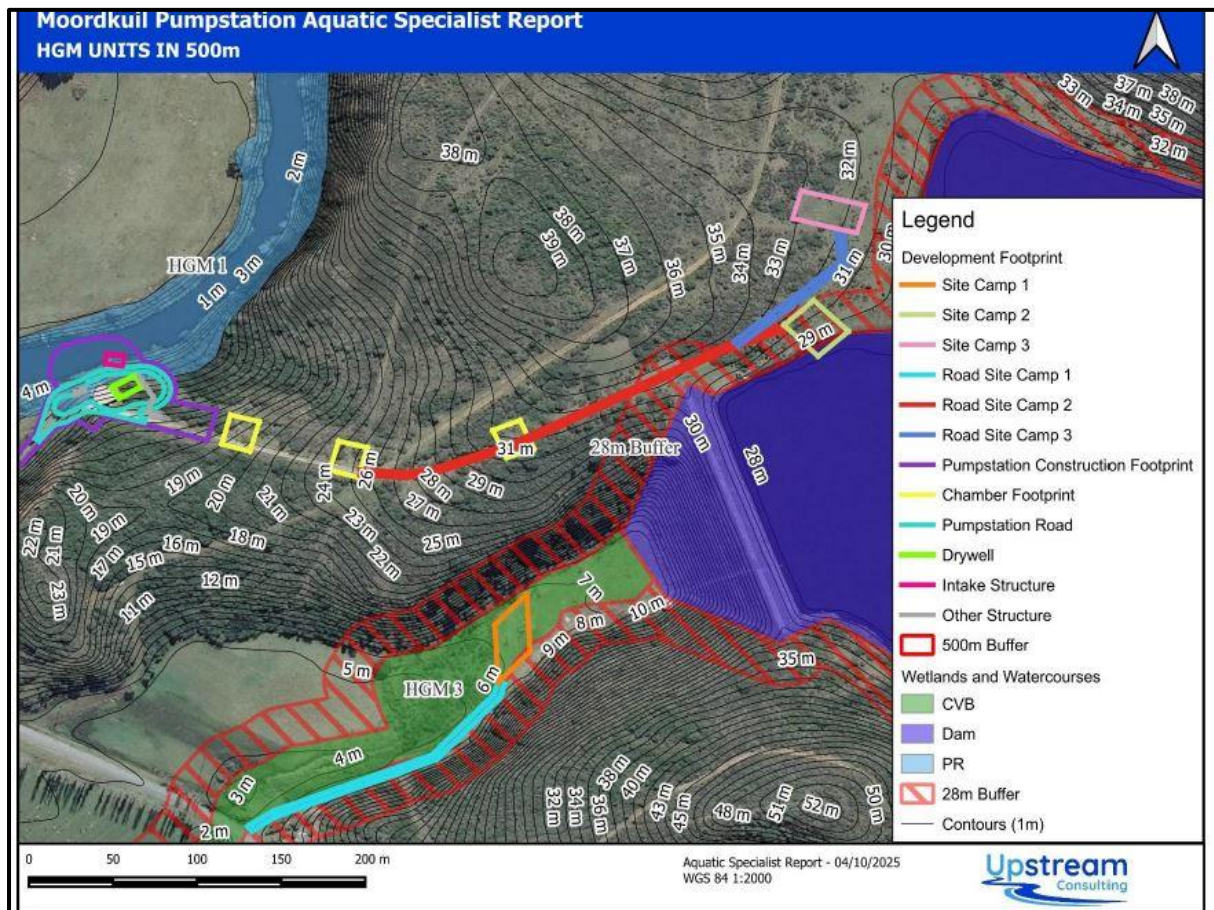 Moordkuil Pumpstation Aquatic Specialist Report
HGM UNITS IN 500m
33 m
37 m
38 m
34 m
35 m
32 m
2 m
38 m
32 m
30 m
38 m
39 m
37 m
35 m
34 m
33 m
36 m
31 m
HGM 1
3 m
1 m
4 m
29 m
30 m
28 m
31 m
28m Buffer
24 m
26 m
28 m
29 m
27 m
25 m
23 m
22 m
19 m
20 m
24 m
18 m
20 m
19 m
17 m
15 m
16 m
12 m
11 m
22 m
21 m
23 m
7 m
8 m
10 m
9 m
5 m
6 m
HGM 3
4 m
3 m
2 m
35 m
32 m
34 m
36 m
38 m
40 m
43 m
45 m
48 m
51 m
52 m
50 m
Legend
Development Footprint
Site Camp 1
Site Camp 2
Site Camp 3
Road Site Camp 1
Road Site Camp 2
Road Site Camp 3
Pumpstation Construction Footprint
Chamber Footprint
Pumpstation Road
Drywell
Intake Structure
Other Structure
500m Buffer
Wetlands and Watercourses
CVB
Dam
PR
28m Buffer
Contours (1m)
0 50 100 150 200 m
Aquatic Specialist Report - 04/10/2025
WGS 84 1:2000
Upstream
Consulting